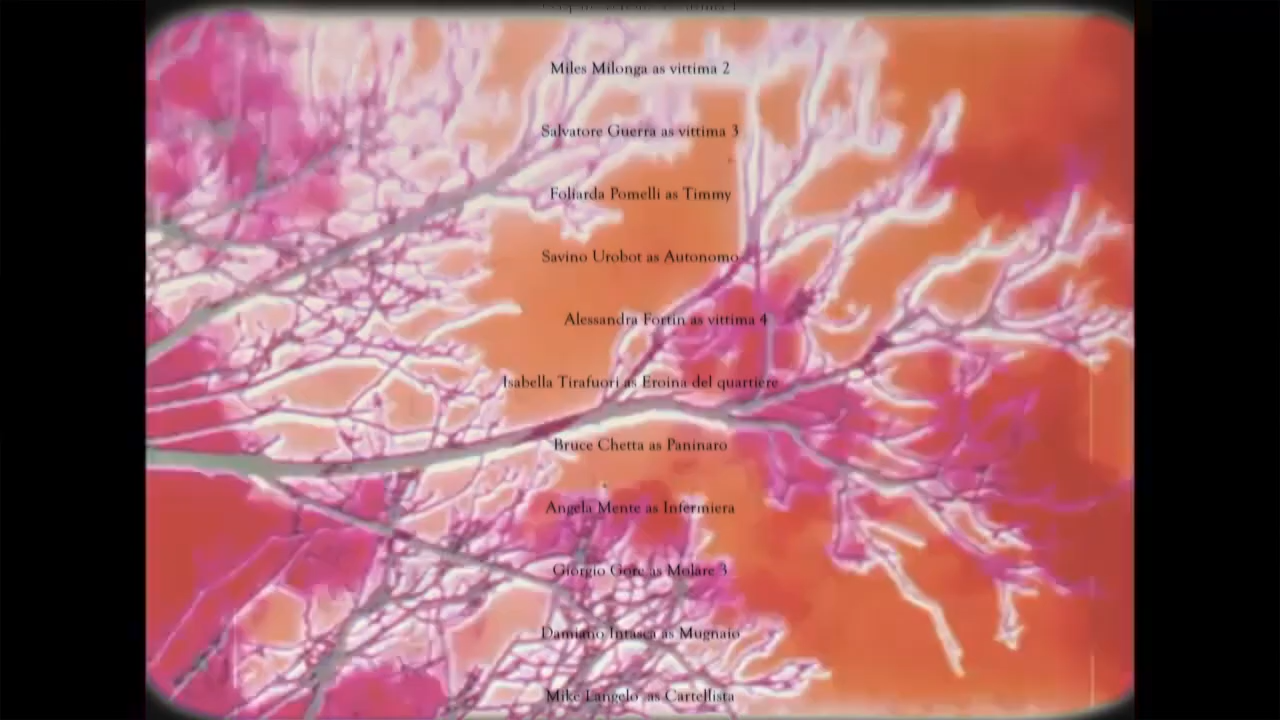 Miles Milonga as vittima 2
Salvatore Guerra as vittima 3
Foliarda Pomelli as Timmy
Savino Urobot as Autonomo
Alessandra Fortin as vittima 4
Isabella Tirafuori as Eroina del quartiere
Bruce Chetta as Paninaro
Angela Mente as Infermiera
Giorgio Gore as Molare 3
Damiano Intasca as Mugnaio
Mike Langelo as Cartellista